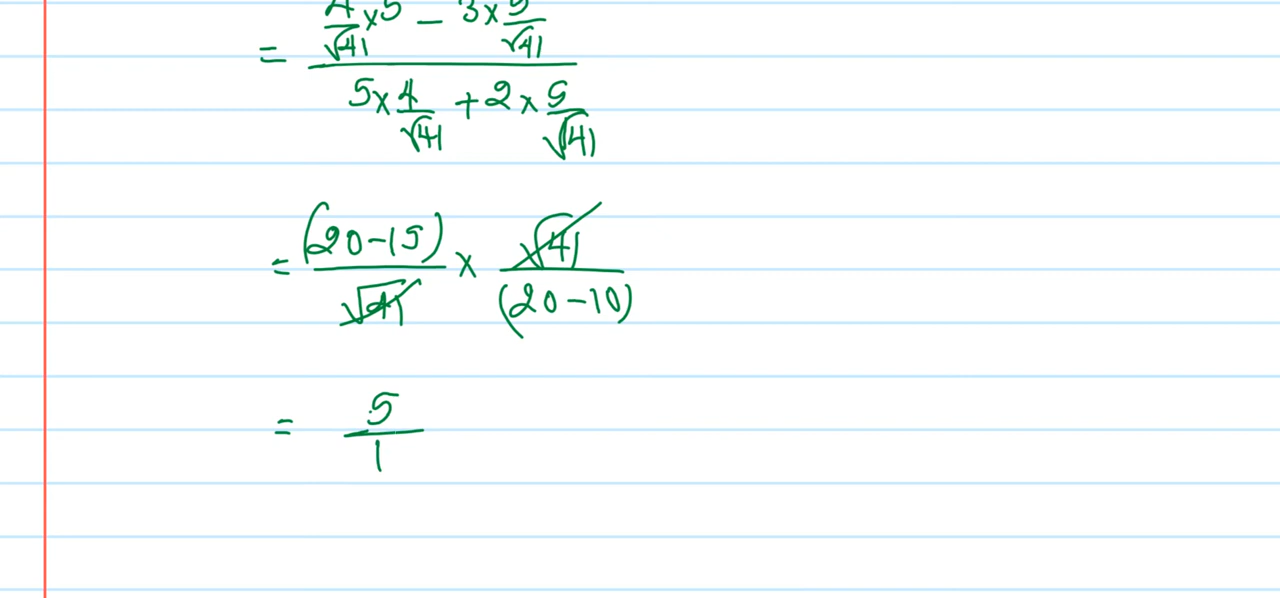 = (4/√41 ×5 − 3×5/√41) / (5×4/√41 + 2×5/√41)
= (20−15)/√41 × √41/(20−10)
= 5/1